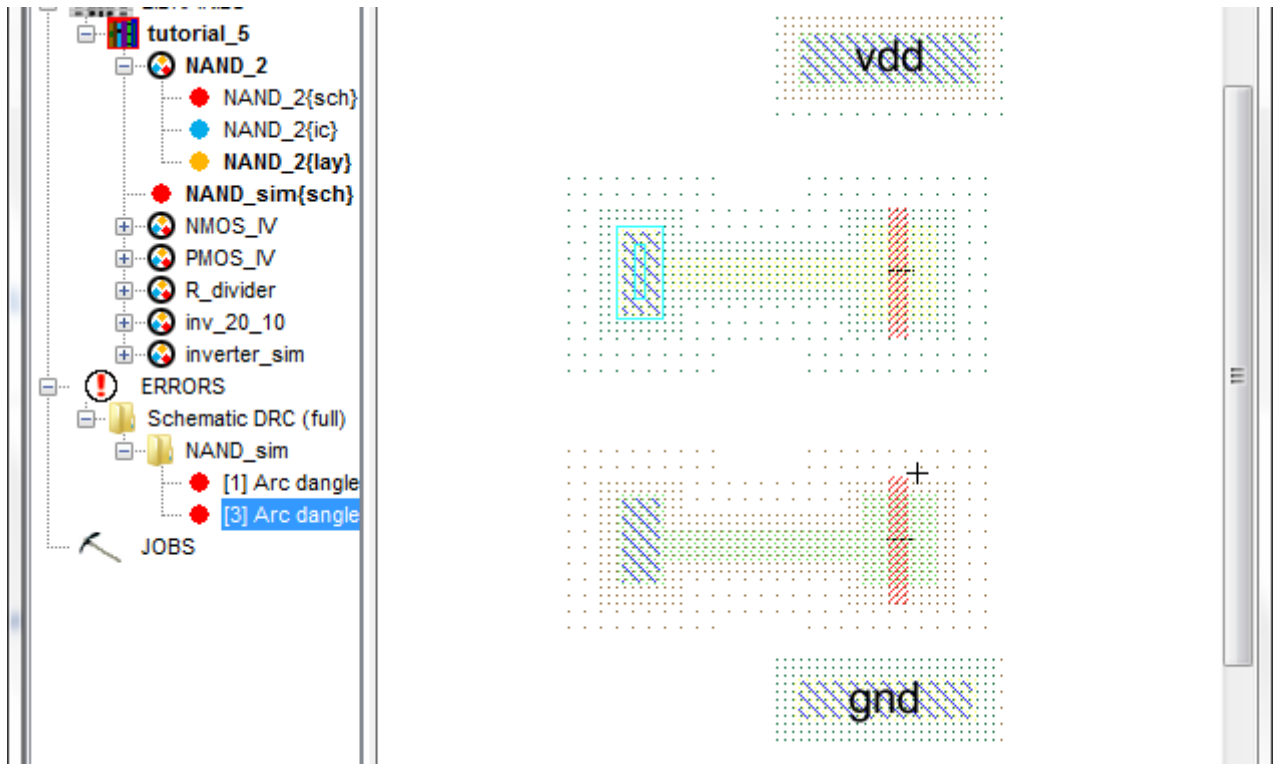 tutorial_5
NAND_2
NAND_2{sch}
NAND_2{ic}
NAND_2{lay}
NAND_sim{sch}
NMOS_IV
PMOS_IV
R_divider
inv_20_10
inverter_sim
ERRORS
Schematic DRC (full)
NAND_sim
[1] Arc dangle
[3] Arc dangle
JOBS
vdd
gnd